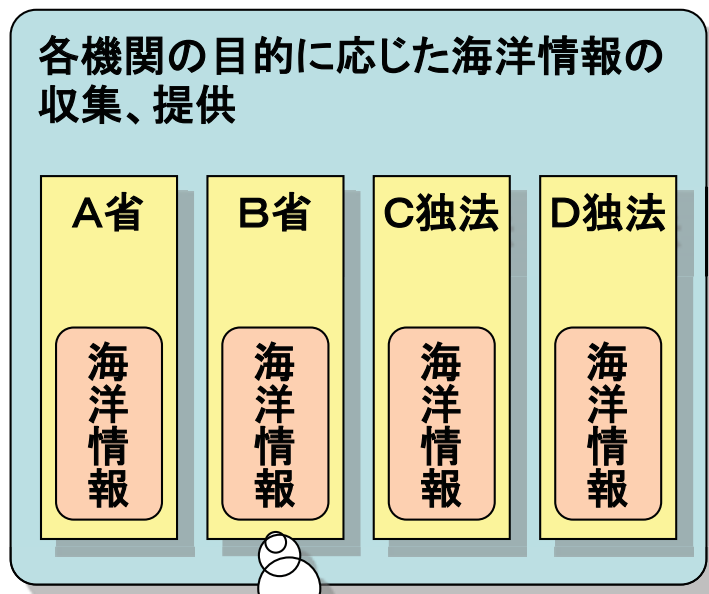 各機関の目的に応じた海洋情報の
収集、提供
A省
B省
C独法
D独法
海洋情報
海洋情報
海洋情報
海洋情報